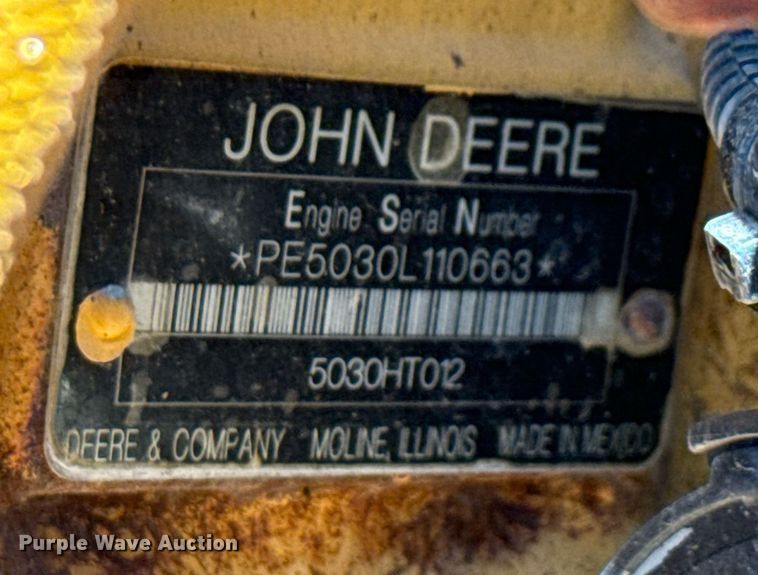 JOHN DEERE
Engine Serial Number
*PE5030L110663*
5030HT012
DEERE & COMPANY MOLINE, ILLINOIS MADE IN MEXICO
Purple Wave Auction